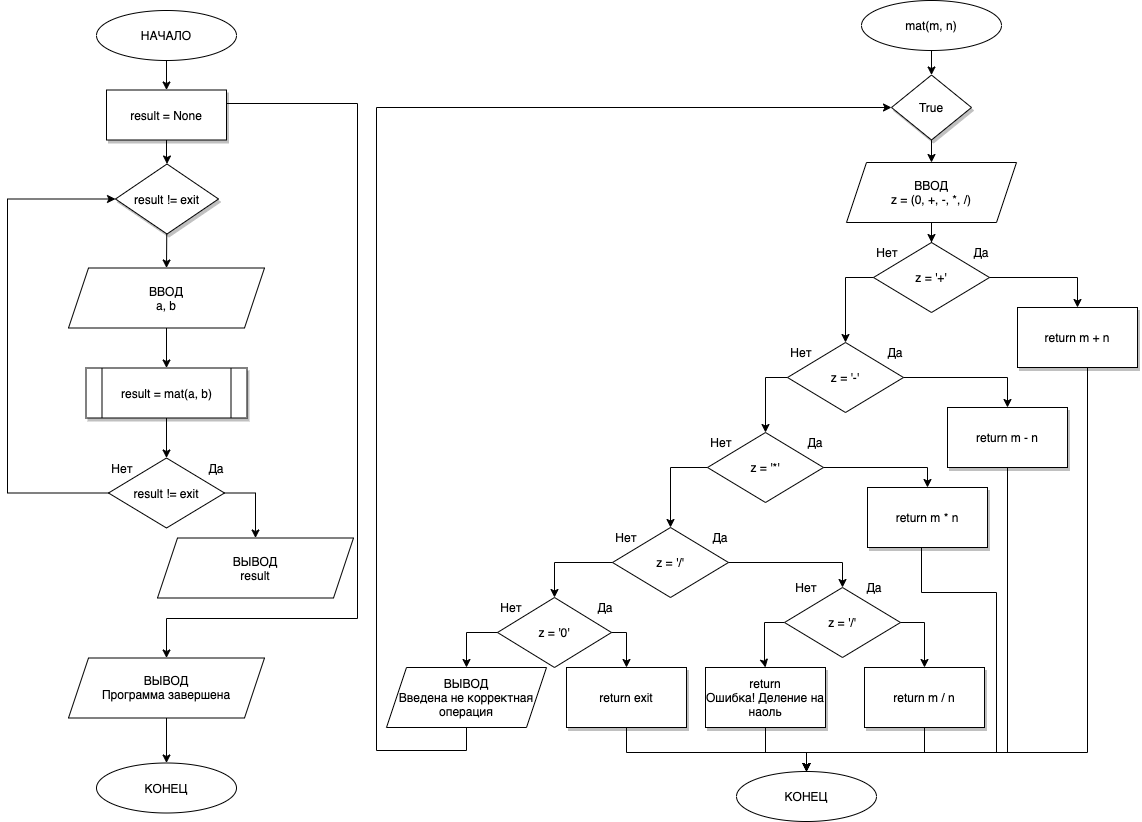 НАЧАЛО
result = None
result != exit
ВВОД
a, b
result = mat(a, b)
Нет
Да
result != exit
ВЫВОД
result
ВЫВОД
Программа завершена
КОНЕЦ
mat(m, n)
True
ВВОД
z = (0, +, -, *, /)
Нет
Да
z = '+'
return m + n
Нет
Да
z = '-'
return m - n
Нет
Да
z = '*'
return m * n
Нет
Да
z = '/'
Нет
Да
z = '0'
Нет
Да
z = '/'
ВЫВОД
Введена не корректная
операция
return exit
return
Ошибка! Деление на
наоль
return m / n
КОНЕЦ